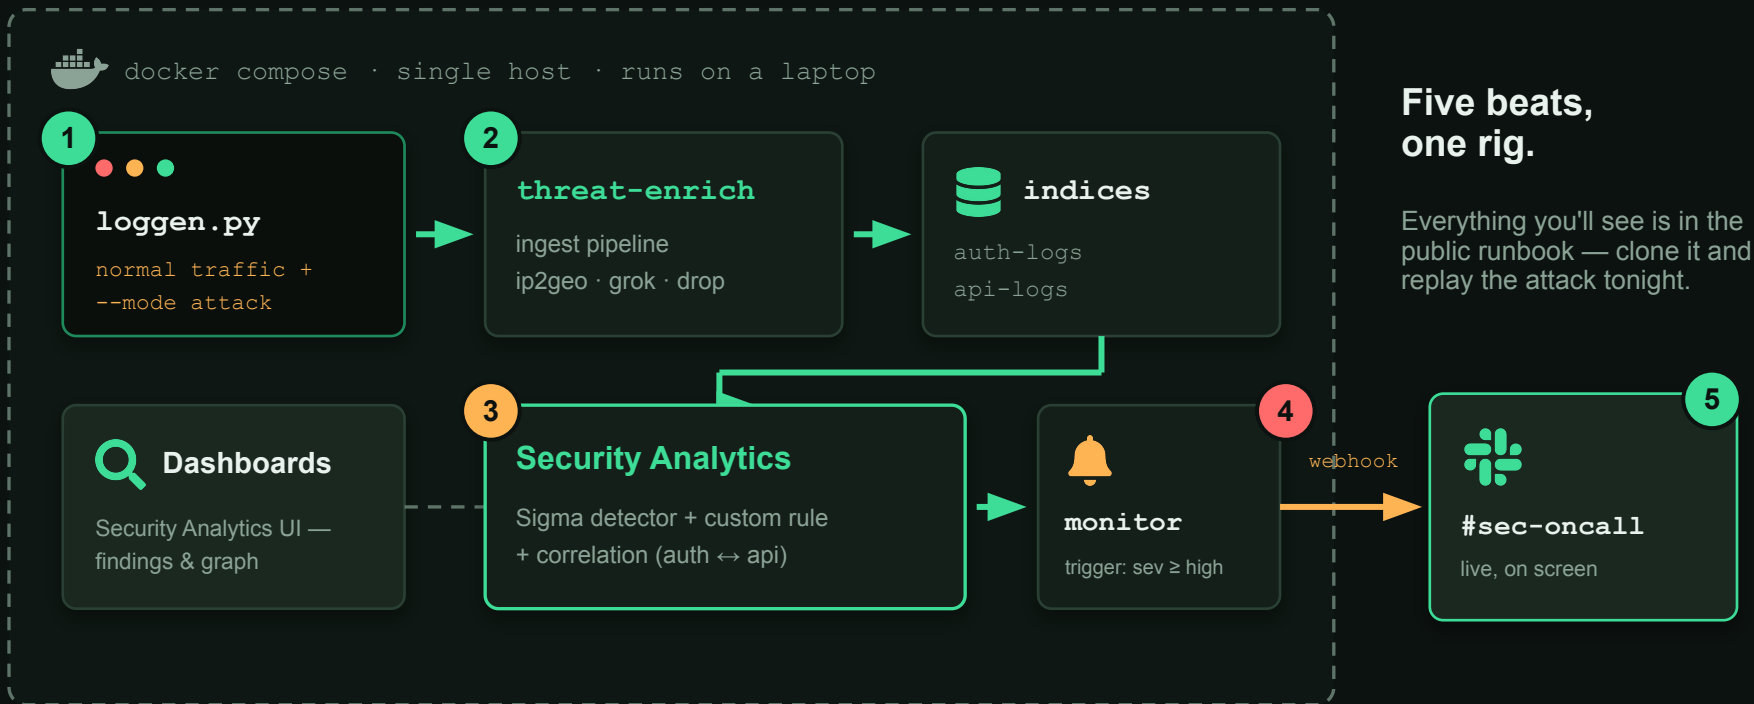 docker compose · single host · runs on a laptop
1
loggen.py
normal traffic +
--mode attack
2
threat-enrich
ingest pipeline
ip2geo · grok · drop
indices
auth-logs
api-logs
Five beats,
one rig.
Everything you'll see is in the
public runbook — clone it and
replay the attack tonight.
Dashboards
Security Analytics UI —
findings & graph
3
Security Analytics
Sigma detector + custom rule
+ correlation (auth ↔ api)
4
monitor
trigger: sev ≥ high
webhook
5
#sec-oncall
live, on screen